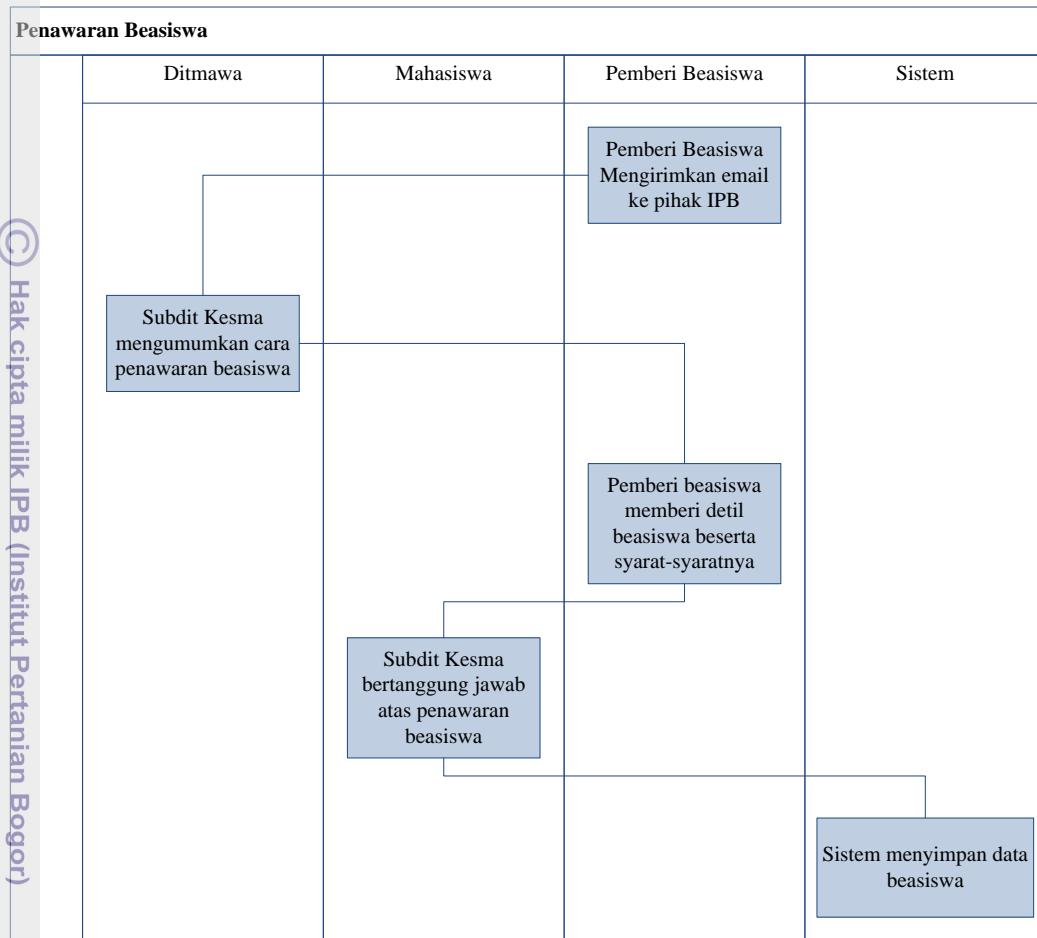 Penawaran Beasiswa
Ditmawa
Mahasiswa
Pemberi Beasiswa
Sistem
Pemberi Beasiswa
Mengirimkan email
ke pihak IPB
Subdit Kesma
mengumumkan cara
penawaran beasiswa
Pemberi beasiswa
memberi detil
beasiswa beserta
syarat-syaratnya
Subdit Kesma
bertanggung jawab
atas penawaran
beasiswa
Sistem menyimpan data
beasiswa
© Hak cipta milik IPB (Institut Pertanian Bogor)